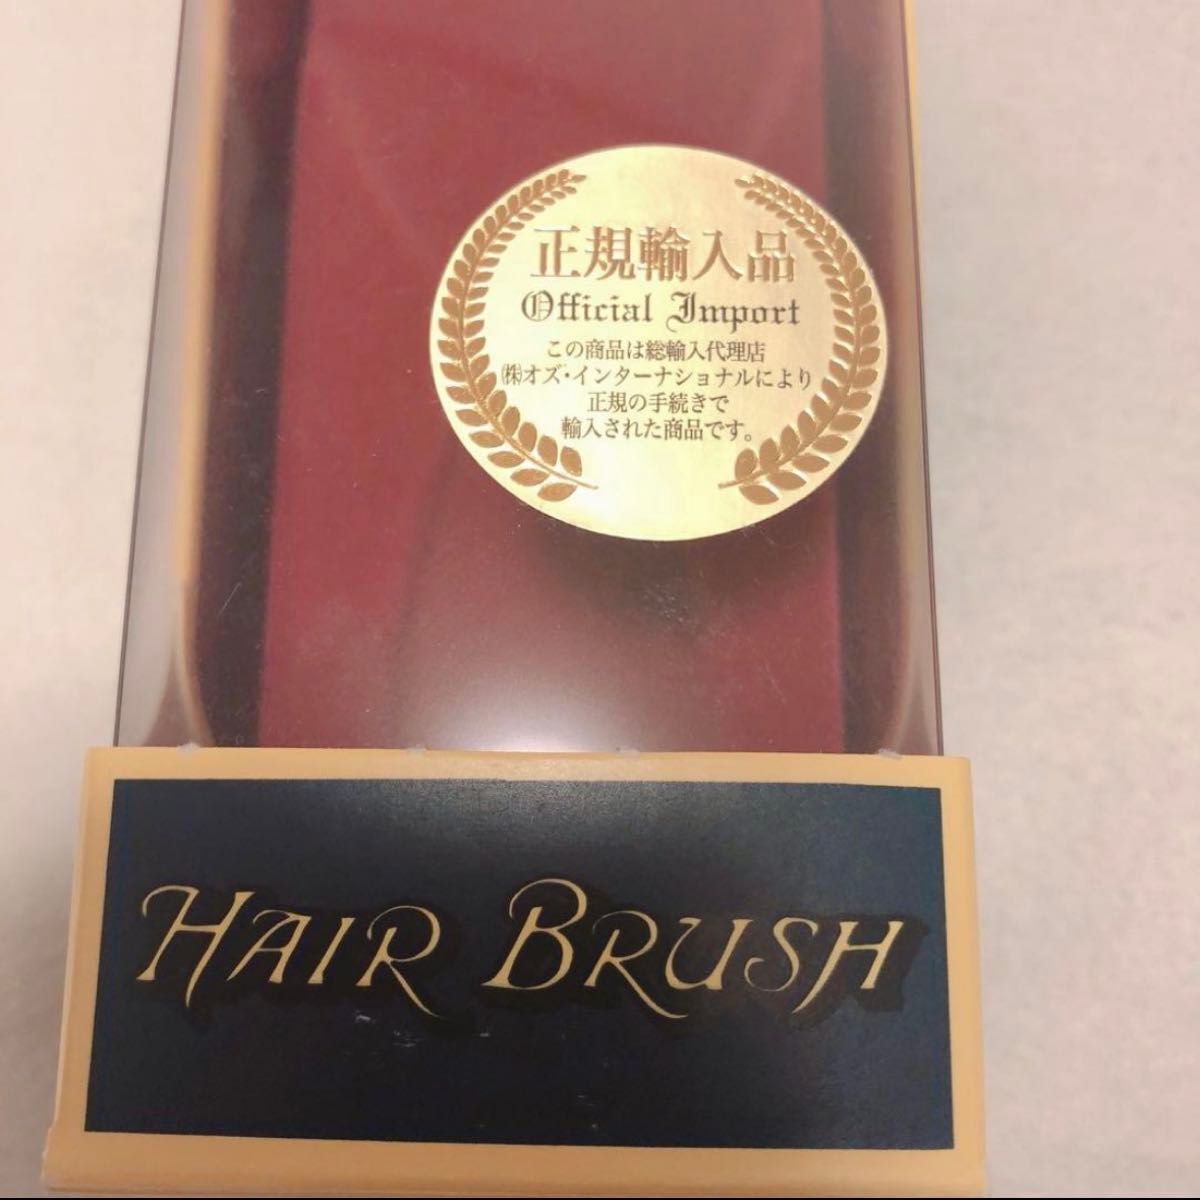 正規輸入品
Official Import
この商品は総輸入代理店
㈱オズ・インターナショナルにより
正規の手続きで
輸入された商品です。
HAIR BRUSH